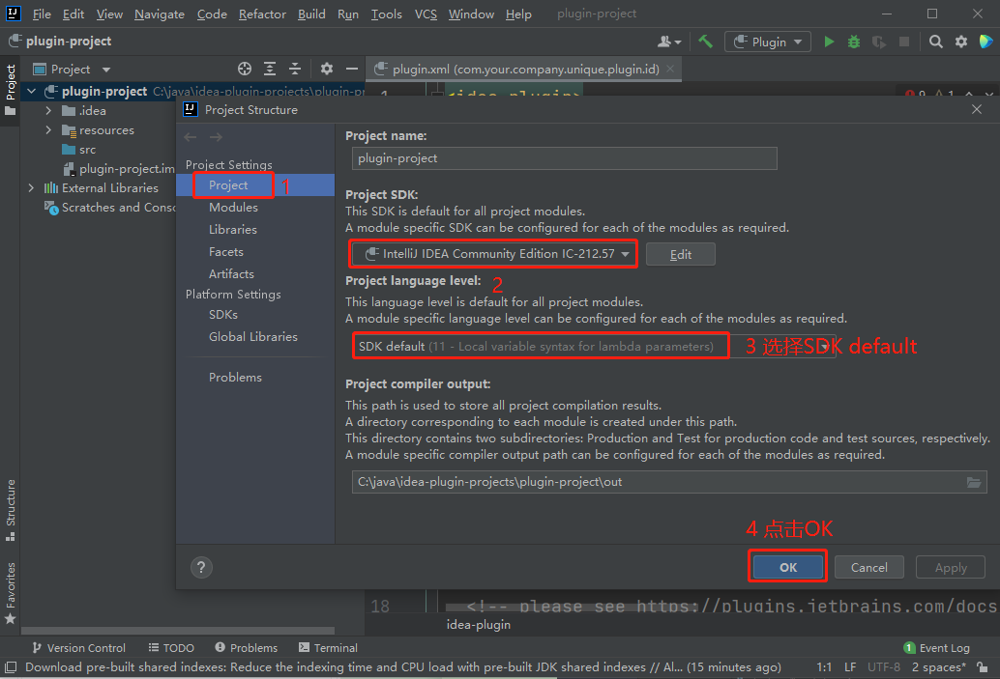 File Edit View Navigate Code Refactor Build Run Tools VCS Window Help plugin-project
plugin-project
Plugin
Project
Project
plugin.xml (com.your.company.unique.plugin.id)
plugin-project C:\java\idea-plugin-projects\plugin-pr
1 <idea-plugin>
.idea
resources
src
plugin-project.im
External Libraries
Scratches and Conso
Project Structure
Project Settings
Project
1
Modules
Libraries
Facets
Artifacts
Platform Settings
SDKs
Global Libraries
Problems
Project name:
plugin-project
Project SDK:
This SDK is default for all project modules.
A module specific SDK can be configured for each of the modules as required.
IntelliJ IDEA Community Edition IC-212.57
Edit
Project language level:
2
This language level is default for all project modules.
A module specific language level can be configured for each of the modules as required.
SDK default (11 - Local variable syntax for lambda parameters)
3 选择SDK default
Project compiler output:
This path is used to store all project compilation results.
A directory corresponding to each module is created under this path.
This directory contains two subdirectories: Production and Test for production code and test sources, respectively.
A module specific compiler output path can be configured for each of the modules as required.
C:\java\idea-plugin-projects\plugin-project\out
4 点击OK
?
OK
Cancel
Apply
Structure
Favorites
18 <!-- please see https://plugins.jetbrains.com/docs
idea-plugin
Version Control TODO Problems Terminal
1 Event Log
Download pre-built shared indexes: Reduce the indexing time and CPU load with pre-built JDK shared indexes // Al... (15 minutes ago)
1:1 LF UTF-8 2 spaces*